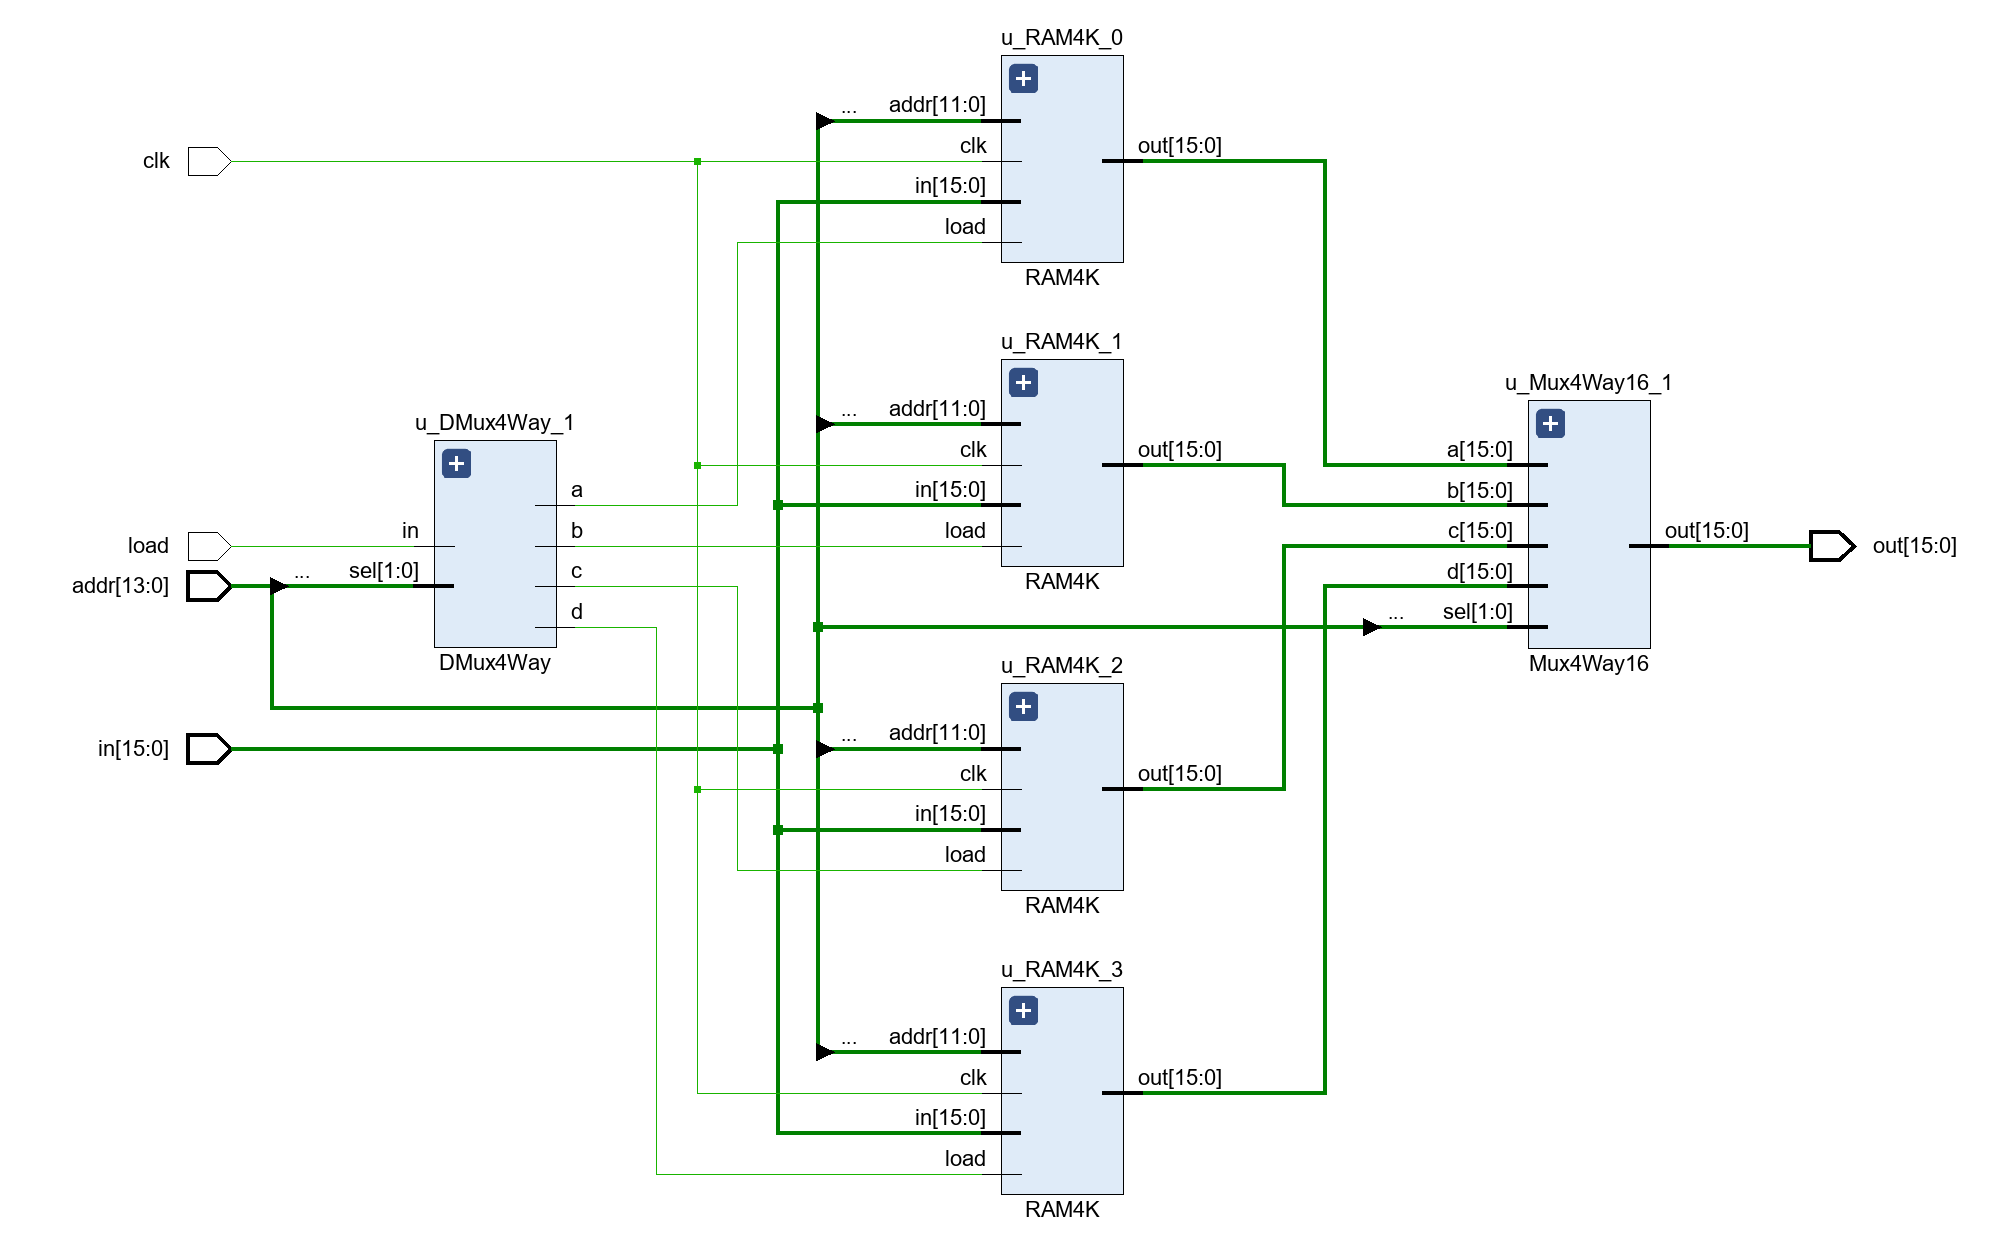 clk
load
addr[13:0]
in[15:0]
u_DMux4Way_1
in
... sel[1:0]
a
b
c
d
DMux4Way
u_RAM4K_0
... addr[11:0]
clk
in[15:0]
load
out[15:0]
RAM4K
u_RAM4K_1
... addr[11:0]
clk
in[15:0]
load
out[15:0]
RAM4K
u_RAM4K_2
... addr[11:0]
clk
in[15:0]
load
out[15:0]
RAM4K
u_RAM4K_3
... addr[11:0]
clk
in[15:0]
load
out[15:0]
RAM4K
u_Mux4Way16_1
a[15:0]
b[15:0]
c[15:0]
d[15:0]
... sel[1:0]
out[15:0]
Mux4Way16
out[15:0]